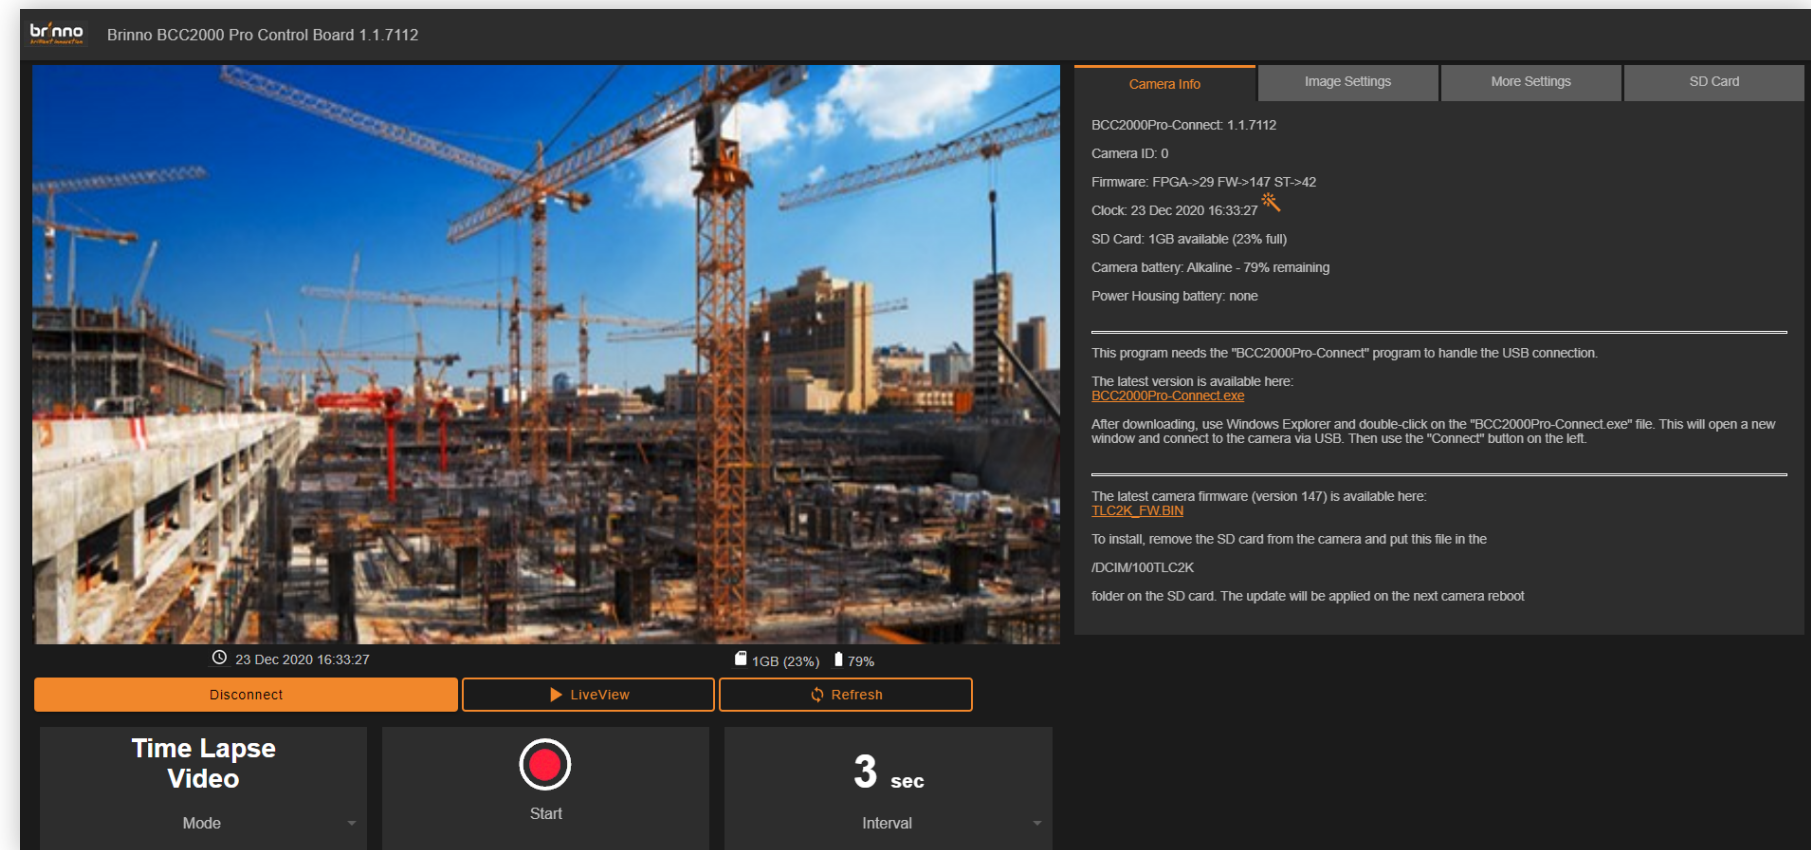 brinno
brilliant innovation
Brinno BCC2000 Pro Control Board 1.1.7112
Camera Info
Image Settings
More Settings
SD Card
BCC2000Pro-Connect: 1.1.7112
Camera ID: 0
Firmware: FPGA->29 FW->147 ST->42
Clock: 23 Dec 2020 16:33:27
SD Card: 1GB available (23% full)
Camera battery: Alkaline - 79% remaining
Power Housing battery: none
This program needs the "BCC2000Pro-Connect" program to handle the USB connection.
The latest version is available here:
BCC2000Pro-Connect.exe
After downloading, use Windows Explorer and double-click on the "BCC2000Pro-Connect.exe" file. This will open a new
window and connect to the camera via USB. Then use the "Connect" button on the left.
The latest camera firmware (version 147) is available here:
TLC2K_FW.BIN
To install, remove the SD card from the camera and put this file in the
/DCIM/100TLC2K
folder on the SD card. The update will be applied on the next camera reboot
23 Dec 2020 16:33:27
1GB (23%) 79%
Disconnect
LiveView
Refresh
Time Lapse
Video
Mode
Start
3 sec
Interval